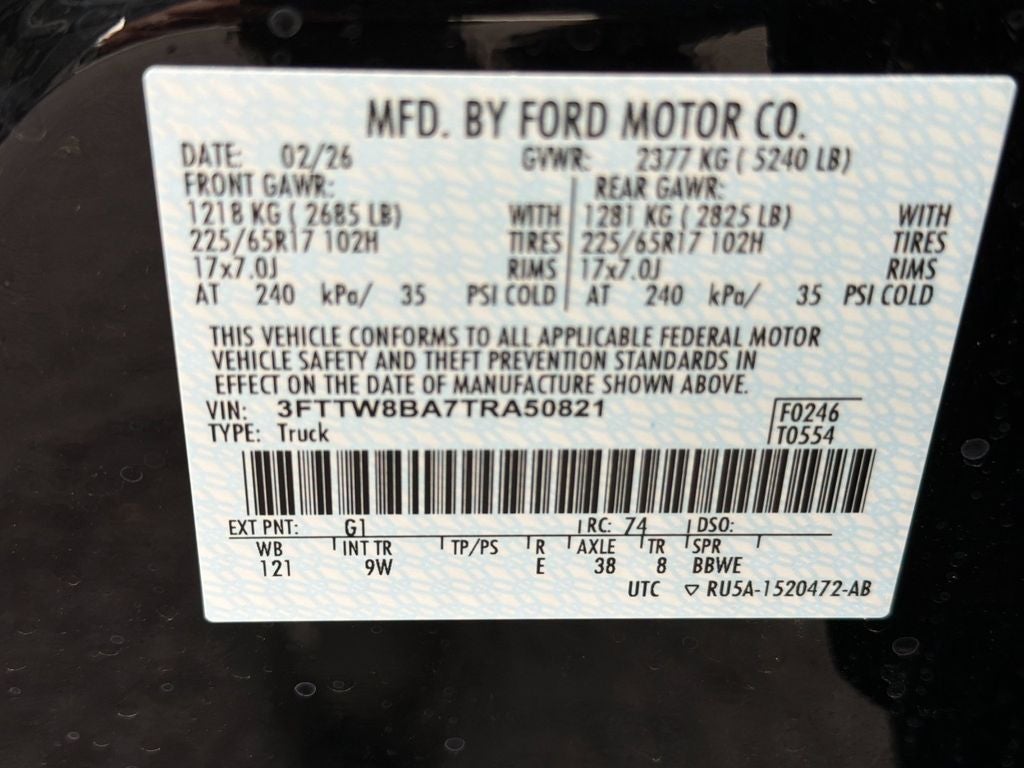 MFD. BY FORD MOTOR CO.
DATE: 02/26 GVWR: 2377 KG ( 5240 LB)
FRONT GAWR: REAR GAWR:
1218 KG ( 2685 LB) WITH 1281 KG ( 2825 LB) WITH
225/65R17 102H TIRES 225/65R17 102H TIRES
17x7.0J RIMS 17x7.0J RIMS
AT 240 kPa/ 35 PSI COLD AT 240 kPa/ 35 PSI COLD
THIS VEHICLE CONFORMS TO ALL APPLICABLE FEDERAL MOTOR
VEHICLE SAFETY AND THEFT PREVENTION STANDARDS IN
EFFECT ON THE DATE OF MANUFACTURE SHOWN ABOVE.
VIN: 3FTTW8BA7TRA50821 F0246
TYPE: Truck T0554
EXT PNT: G1 RC: 74 DSO:
WB INT TR TP/PS R AXLE TR SPR
121 9W E 38 8 BBWE
UTC ▽ RU5A-1520472-AB